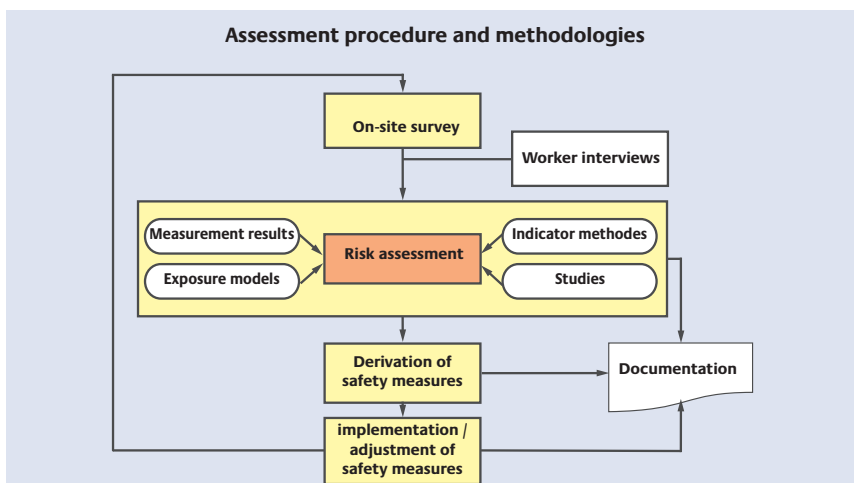 Assessment procedure and methodologies
On-site survey
Worker interviews
Measurement results
Indicator methodes
Risk assessment
Exposure models
Studies
Derivation of
safety measures
Documentation
implementation /
adjustment of
safety measures